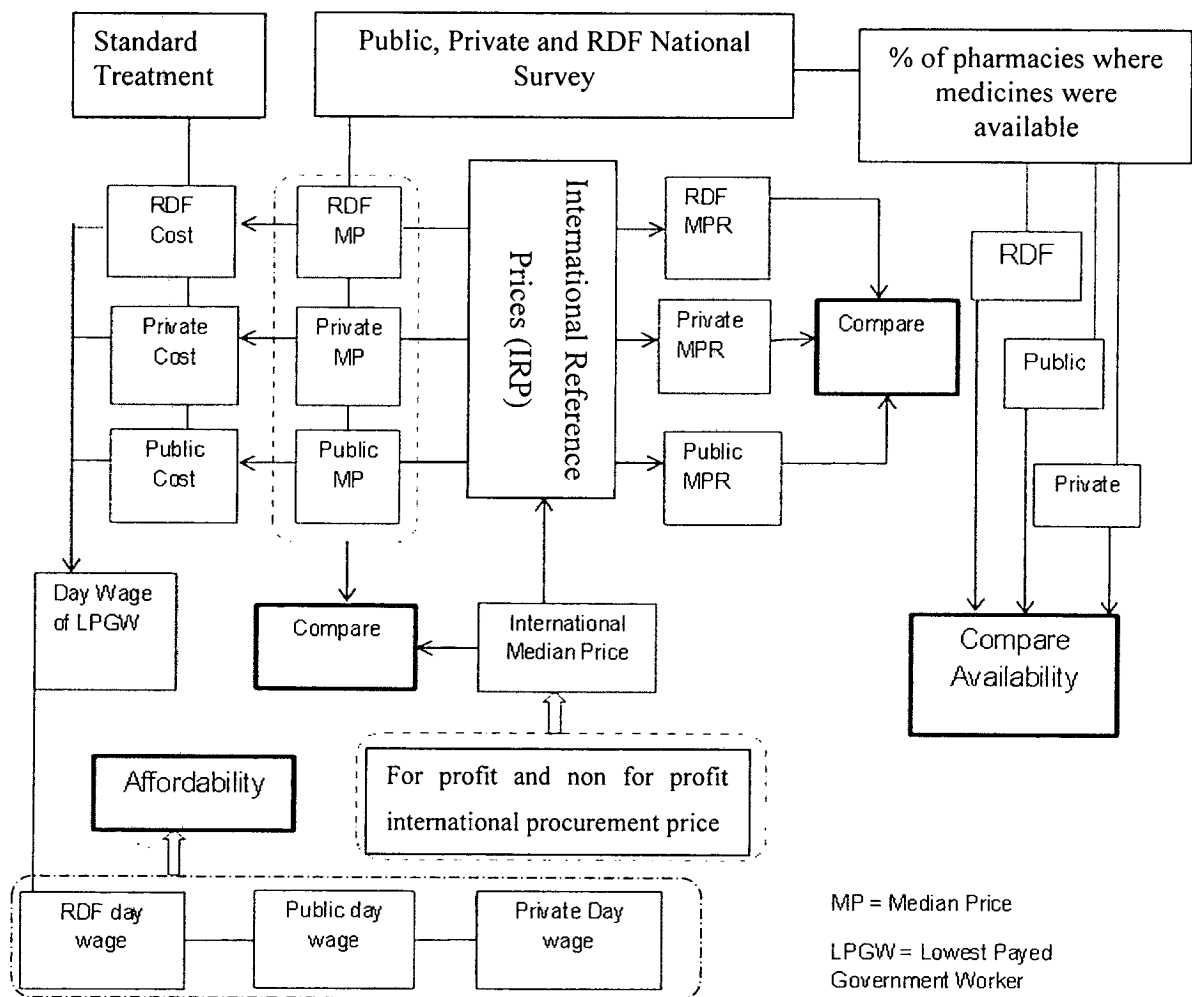 Standard
Treatment
Public, Private and RDF National
Survey
% of pharmacies where
medicines were
available
RDF
Cost
RDF
MP
International Reference
Prices (IRP)
RDF
MPR
RDF
Private
Cost
Private
MP
Private
MPR
Compare
Public
Public
Cost
Public
MP
Public
MPR
Private
Day Wage
of LPGW
Compare
International
Median Price
Compare
Availability
Affordability
For profit and non for profit
international procurement price
RDF day
wage
Public day
wage
Private Day
wage
MP = Median Price
LPGW = Lowest Payed
Government Worker